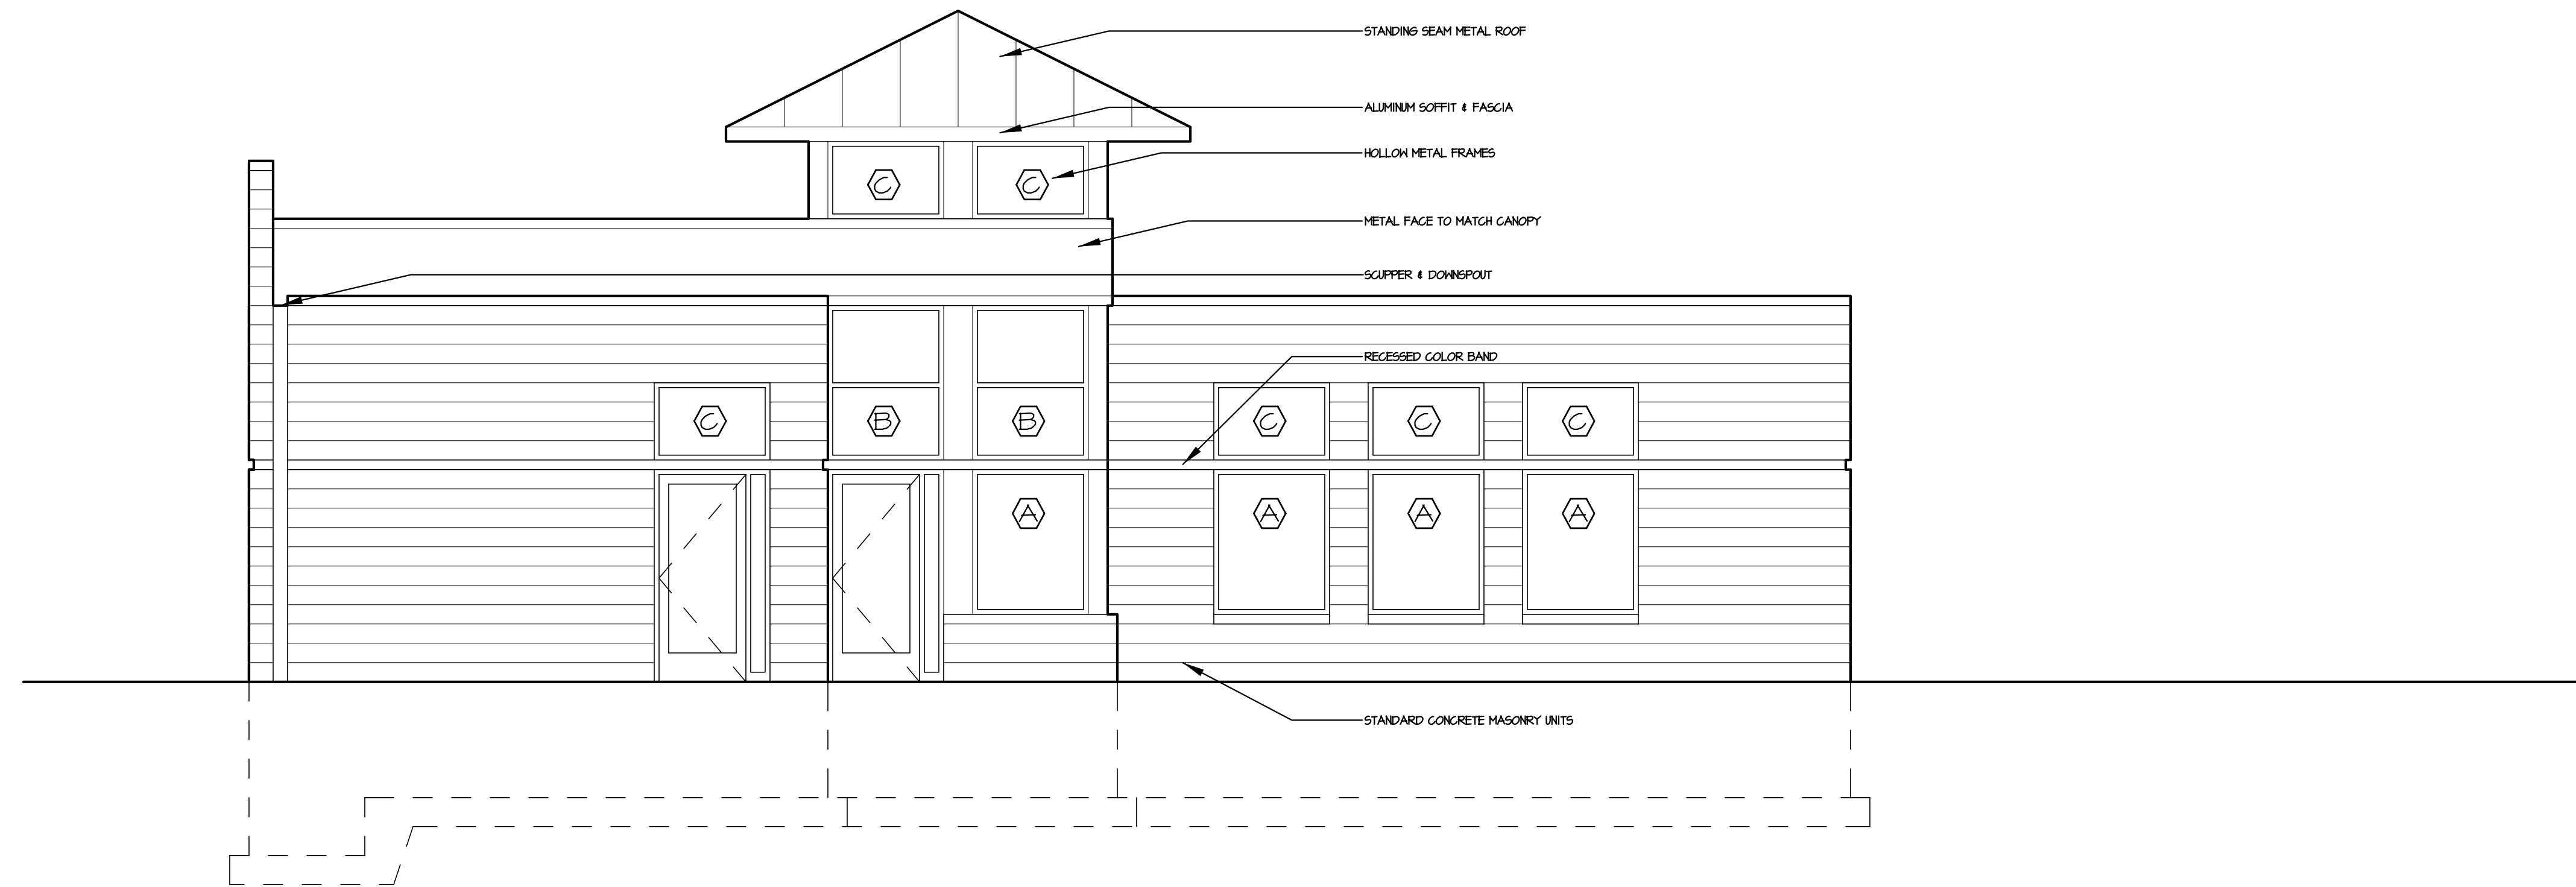 STANDING SEAM METAL ROOF
ALUMINUM SOFFIT & FASCIA
HOLLOW METAL FRAMES
C C
METAL FACE TO MATCH CANOPY
SCUPPER & DOWNSPOUT
RECESSED COLOR BAND
C B B C C C
A A A A
STANDARD CONCRETE MASONRY UNITS